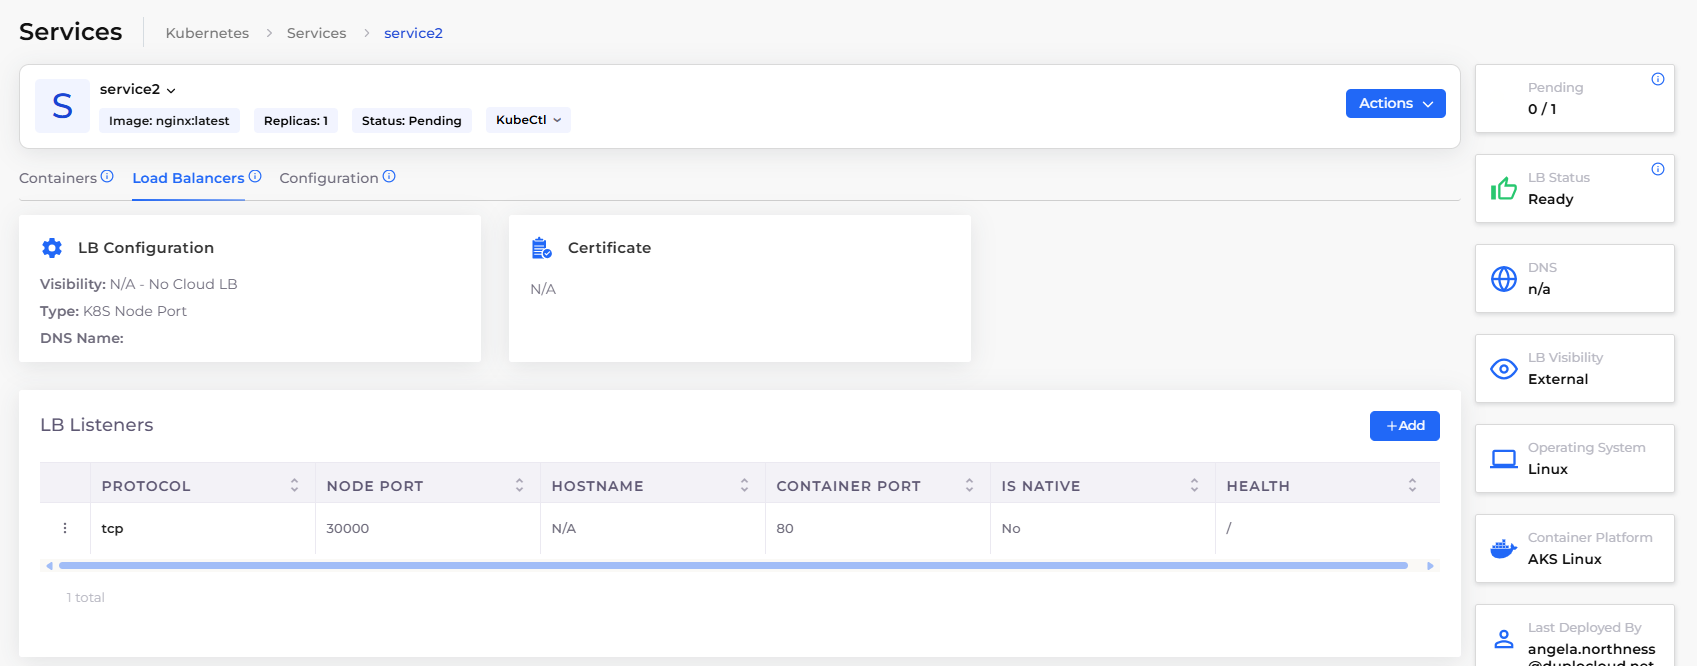 Services
Kubernetes > Services > service2
S
service2
Image: nginx:latest
Replicas: 1
Status: Pending
KubeCtl
Actions
Containers
Load Balancers
Configuration
LB Configuration
Visibility: N/A - No Cloud LB
Type: K8S Node Port
DNS Name:
Certificate
N/A
LB Listeners
+Add
PROTOCOL NODE PORT HOSTNAME CONTAINER PORT IS NATIVE HEALTH
tcp 30000 N/A 80 No /
1 total
Pending
0 / 1
LB Status
Ready
DNS
n/a
LB Visibility
External
Operating System
Linux
Container Platform
AKS Linux
Last Deployed By
angela.northness
@duplocloud.net